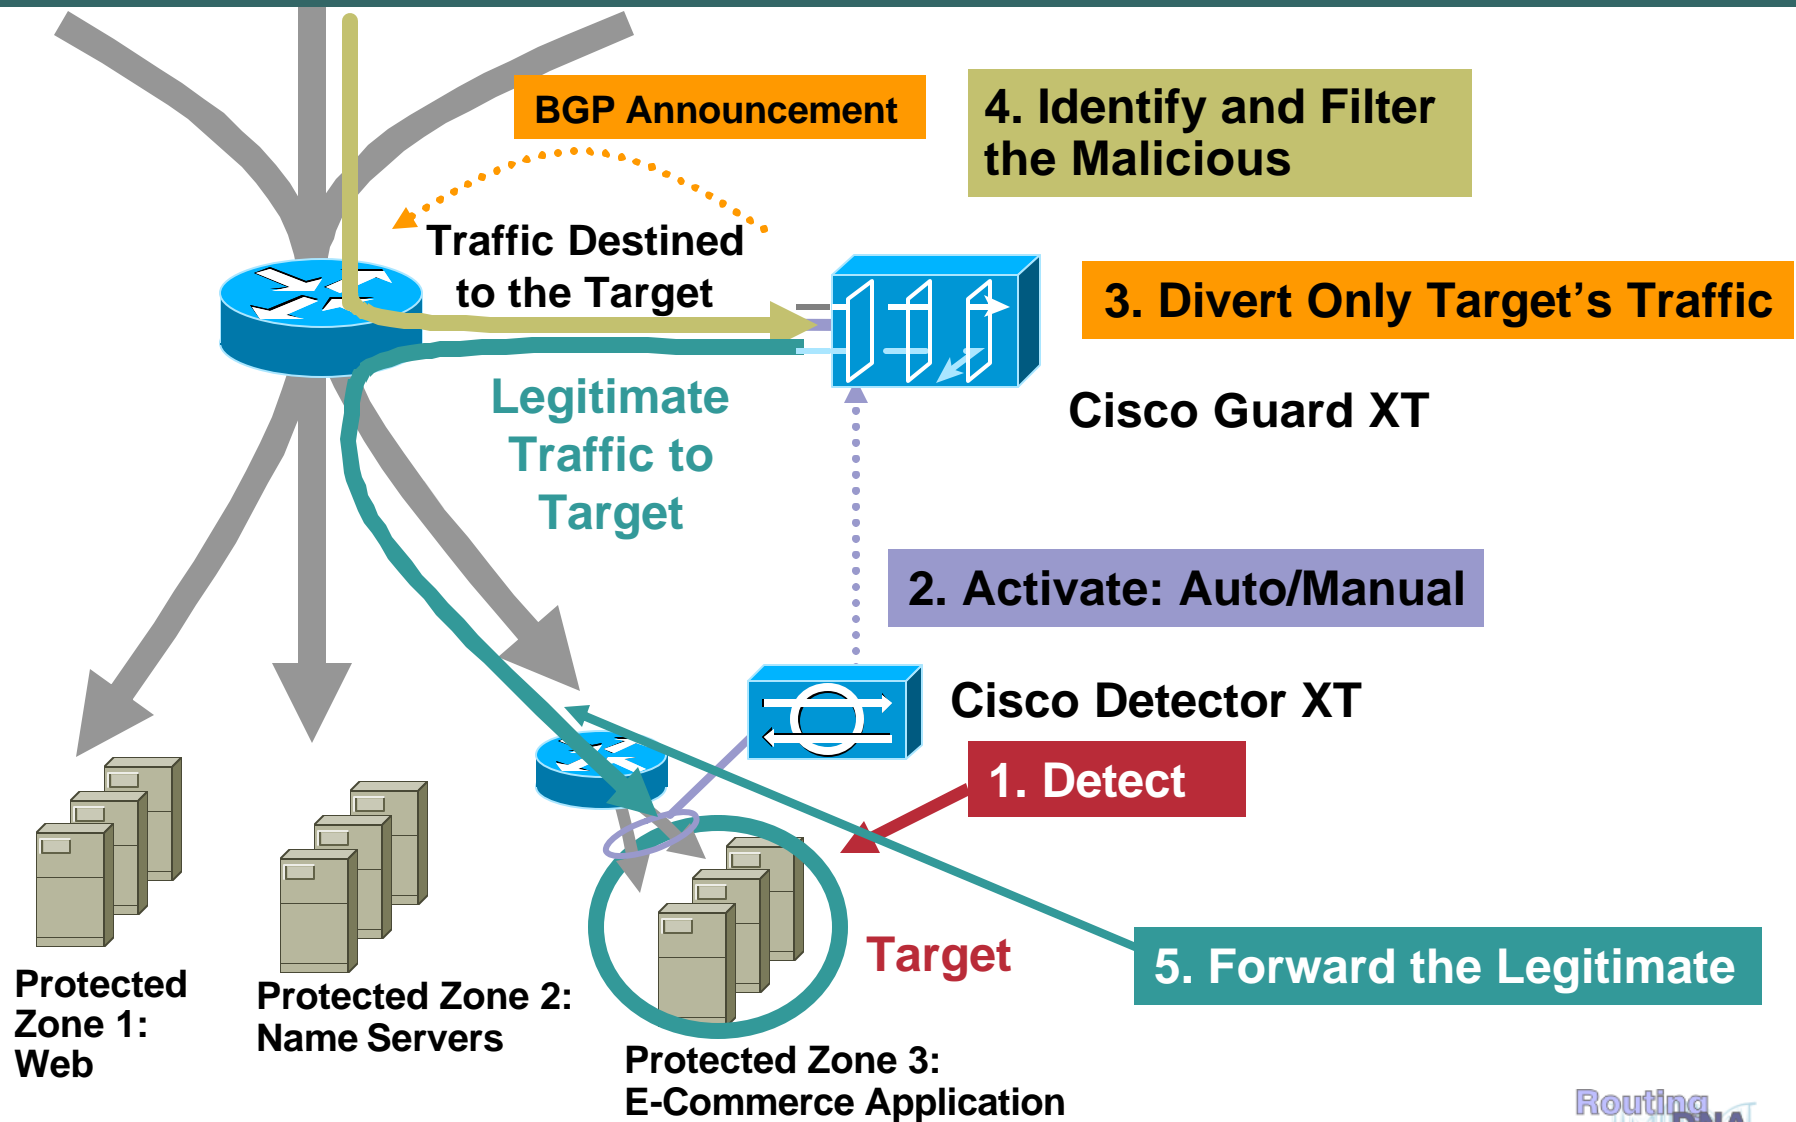 BGP Announcement
4. Identify and Filter
the Malicious
Traffic Destined
to the Target
3. Divert Only Target’s Traffic
Legitimate
Traffic to
Target
Cisco Guard XT
2. Activate: Auto/Manual
Cisco Detector XT
1. Detect
Target
5. Forward the Legitimate
Protected
Zone 1:
Web
Protected Zone 2:
Name Servers
Protected Zone 3:
E-Commerce Application
Routing
DNA